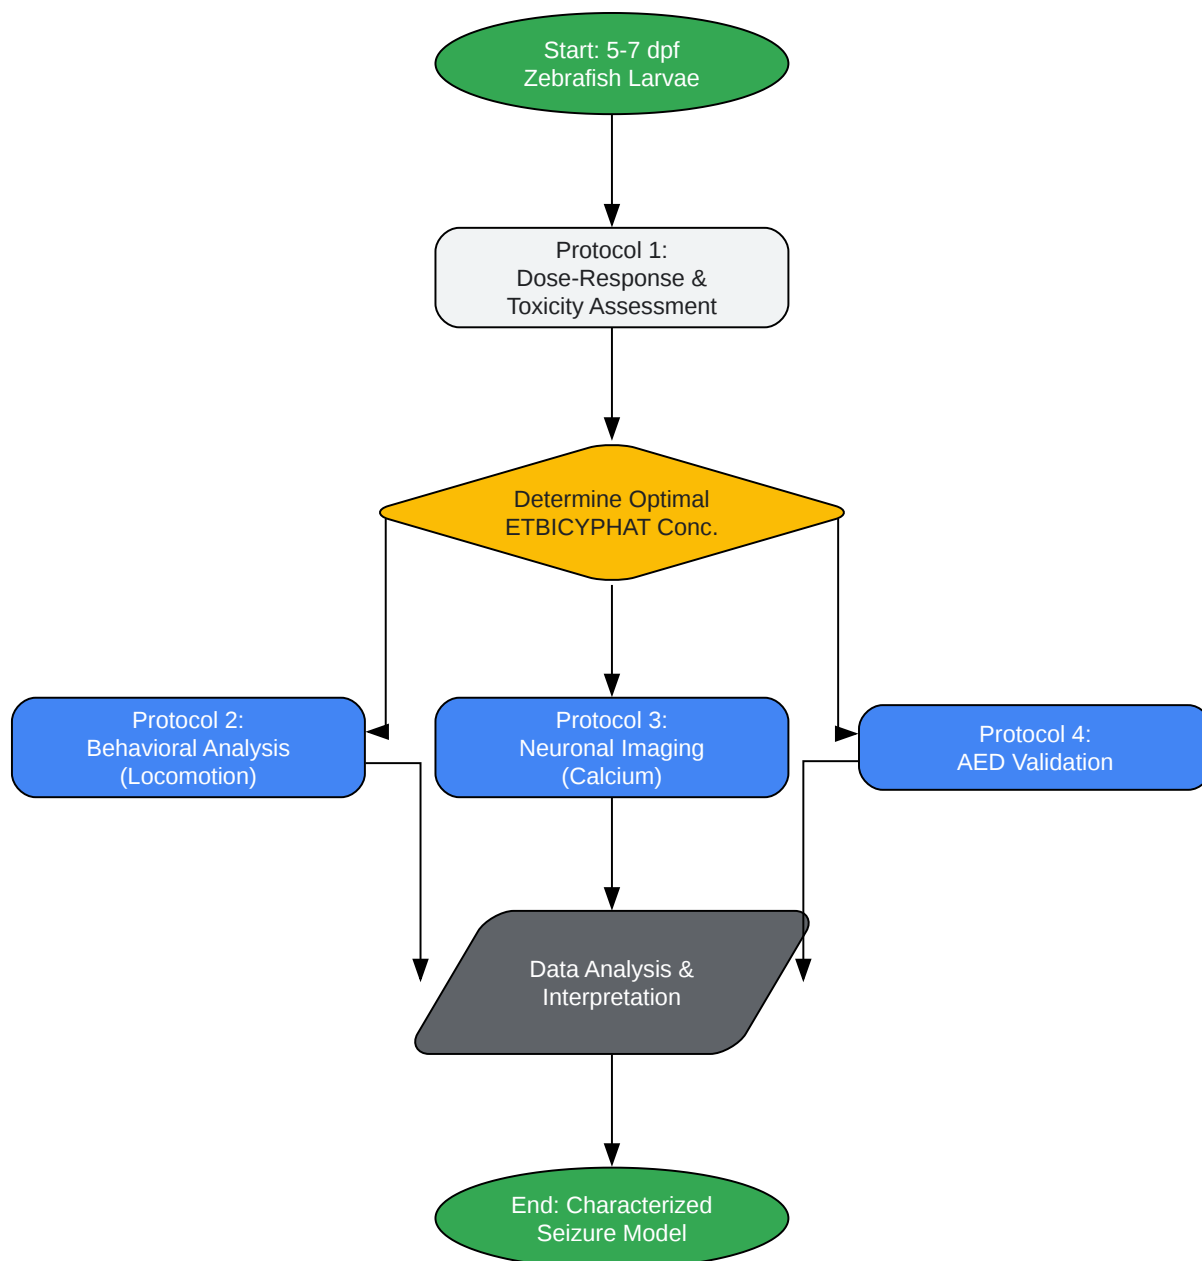 Start: 5-7 dpf
Zebrafish Larvae
Protocol 1:
Dose-Response &
Toxicity Assessment
Determine Optimal
ETBICYPHAT Conc.
Protocol 2:
Behavioral Analysis
(Locomotion)
Protocol 3:
Neuronal Imaging
(Calcium)
Protocol 4:
AED Validation
Data Analysis &
Interpretation
End: Characterized
Seizure Model